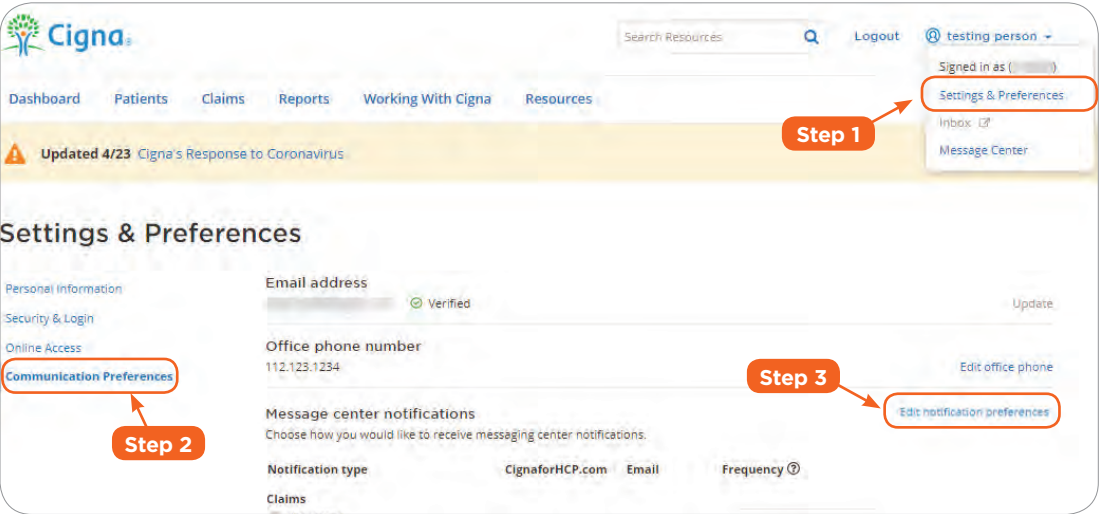 Cigna
Search Resources
Logout
testing person
Signed in as ( )
Dashboard Patients Claims Reports Working With Cigna Resources
Settings & Preferences
Step 1
Inbox
Updated 4/23 Cigna's Response to Coronavirus
Message Center
Settings & Preferences
Personal Information
Email address
Verified
Update
Security & Login
Online Access
Office phone number
112.123.1234
Edit office phone
Communication Preferences
Step 3
Message center notifications
Edit notification preferences
Choose how you would like to receive messaging center notifications.
Step 2
Notification type CignaforHCP.com Email Frequency ?
Claims